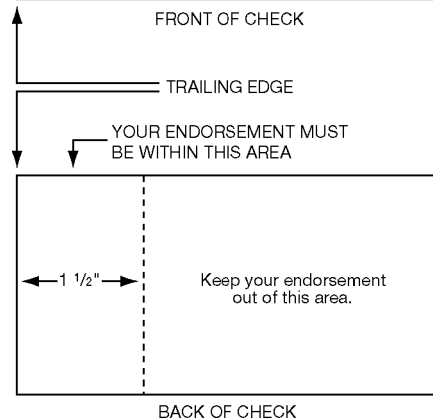 FRONT OF CHECK
TRAILING EDGE
YOUR ENDORSEMENT MUST
BE WITHIN THIS AREA
1 1/2"
Keep your endorsement
out of this area.
BACK OF CHECK